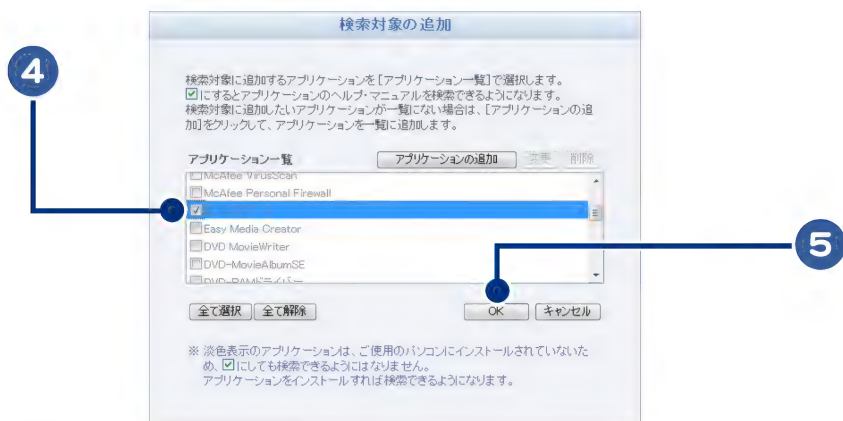 検索対象の追加
4
検索対象に追加するアプリケーションを[アプリケーション一覧]で選択します。
☑にするとアプリケーションのヘルプ・マニュアルを検索できるようになります。
検索対象に追加したいアプリケーションが一覧にない場合は、[アプリケーションの追
加]をクリックして、アプリケーションを一覧に追加します。
アプリケーション一覧 アプリケーションの追加 変更 削除
McAfee VirusScan
McAfee Personal Firewall
Easy Media Creator
DVD MovieWriter
DVD-MovieAlbumSE
DVD-RAMドライバー
5
全て選択 全て解除 OK キャンセル
※ 淡色表示のアプリケーションは、ご使用のパソコンにインストールされていないた
め、☑にしても検索できるようにはなりません。
アプリケーションをインストールすれば検索できるようになります。